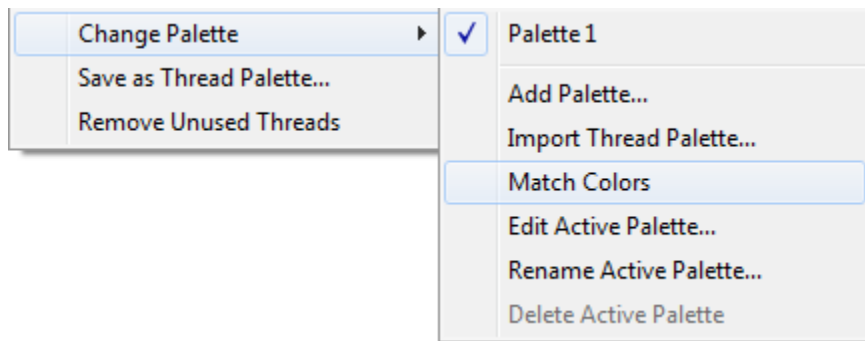 Change Palette
Save as Thread Palette...
Remove Unused Threads
Palette 1
Add Palette...
Import Thread Palette...
Match Colors
Edit Active Palette...
Rename Active Palette...
Delete Active Palette